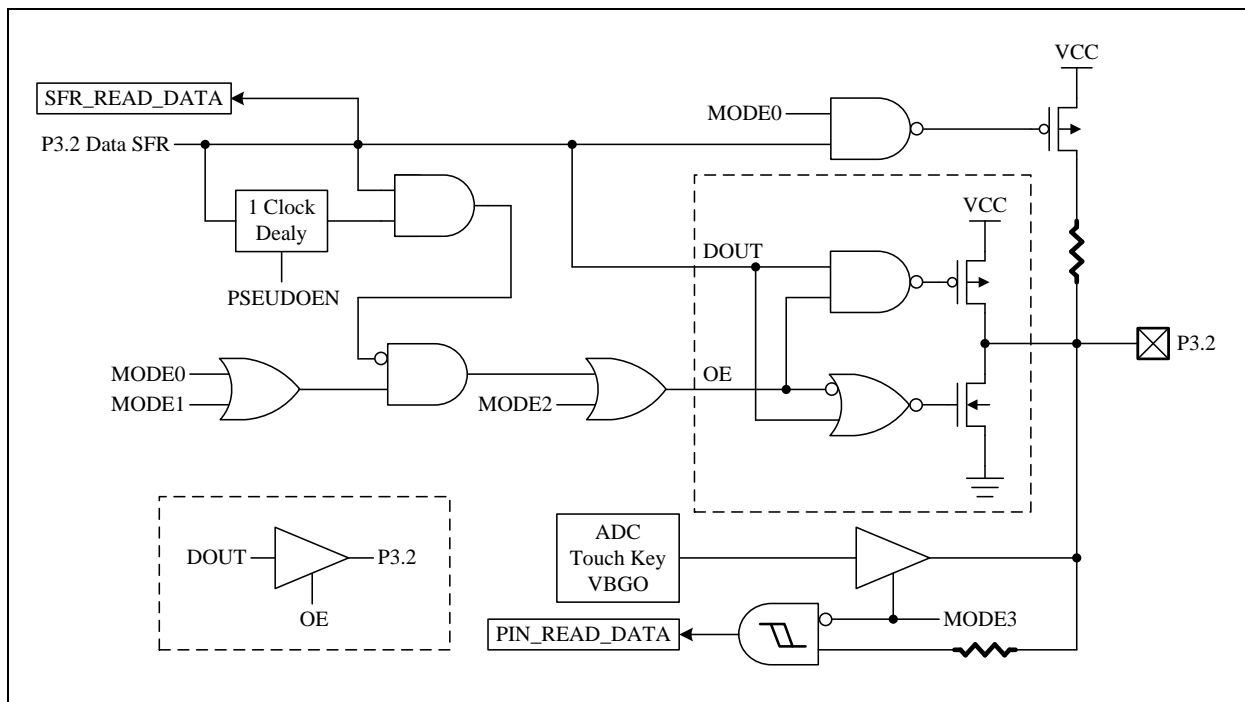 VCC
SFR_READ_DATA
MODE0
P3.2 Data SFR
1 Clock
Dealy
VCC
DOUT
PSEUDOEN
P3.2
MODE0
MODE1
MODE2
OE
ADC
Touch Key
VBGO
DOUT
P3.2
OE
MODE3
PIN_READ_DATA